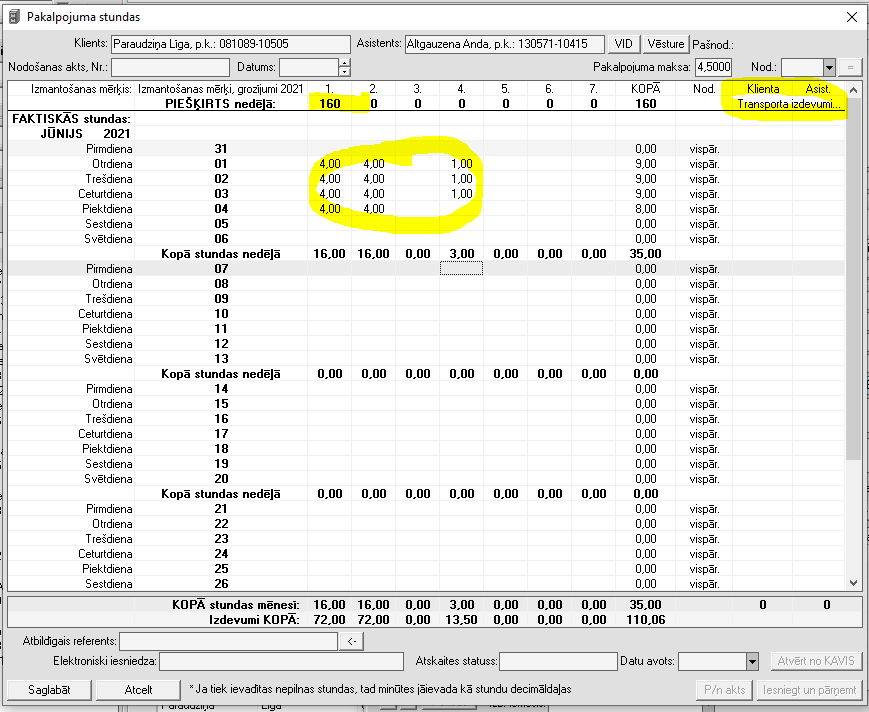 Pakalpojuma stundas
Klients: Paraudziņa Līga, p.k.: 081089-10505 Asistents: Altgauzena Anda, p.k.: 130571-10415 VID Vēsture Pašnod.:
Nodošanas akts, Nr.: Datums: Pakalpojuma maksa: 4,5000 Nod.: =
Izmantošanas mērķis: Izmantošanas mērķi, grozījumi 2021 1. 2. 3. 4. 5. 6. 7. KOPĀ Nod. Klienta Asist.
PIEŠĶIRTS nedēļā: 160 0 0 0 0 0 0 160 Transporta izdevumi...
FAKTISKĀS stundas:
JŪNIJS 2021
Pirmdiena 31 0,00 vispār.
Otrdiena 01 4,00 4,00 1,00 9,00 vispār.
Trešdiena 02 4,00 4,00 1,00 9,00 vispār.
Ceturtdiena 03 4,00 4,00 1,00 9,00 vispār.
Piektdiena 04 4,00 4,00 8,00 vispār.
Sestdiena 05 0,00 vispār.
Svētdiena 06 0,00 vispār.
Kopā stundas nedēļā 16,00 16,00 0,00 3,00 0,00 0,00 0,00 35,00
Pirmdiena 07 0,00 vispār.
Otrdiena 08 0,00 vispār.
Trešdiena 09 0,00 vispār.
Ceturtdiena 10 0,00 vispār.
Piektdiena 11 0,00 vispār.
Sestdiena 12 0,00 vispār.
Svētdiena 13 0,00 vispār.
Kopā stundas nedēļā 0,00 0,00 0,00 0,00 0,00 0,00 0,00 0,00
Pirmdiena 14 0,00 vispār.
Otrdiena 15 0,00 vispār.
Trešdiena 16 0,00 vispār.
Ceturtdiena 17 0,00 vispār.
Piektdiena 18 0,00 vispār.
Sestdiena 19 0,00 vispār.
Svētdiena 20 0,00 vispār.
Kopā stundas nedēļā 0,00 0,00 0,00 0,00 0,00 0,00 0,00 0,00
Pirmdiena 21 0,00 vispār.
Otrdiena 22 0,00 vispār.
Trešdiena 23 0,00 vispār.
Ceturtdiena 24 0,00 vispār.
Piektdiena 25 0,00 vispār.
Sestdiena 26 0,00 vispār.
KOPĀ stundas mēnesī: 16,00 16,00 0,00 3,00 0,00 0,00 0,00 35,00 0 0
Izdevumi KOPĀ: 72,00 72,00 0,00 13,50 0,00 0,00 0,00 110,06
Atbildīgais referents: <-
Elektroniski iesniedza: Atskaites statuss: Datu avots: Atvērt no KAVIS
Saglabāt Atcelt * Ja tiek ievadītas nepilnas stundas, tad minūtes jāievada kā stundu decimāldaļas P/n akts Iesniegt un pārņemt